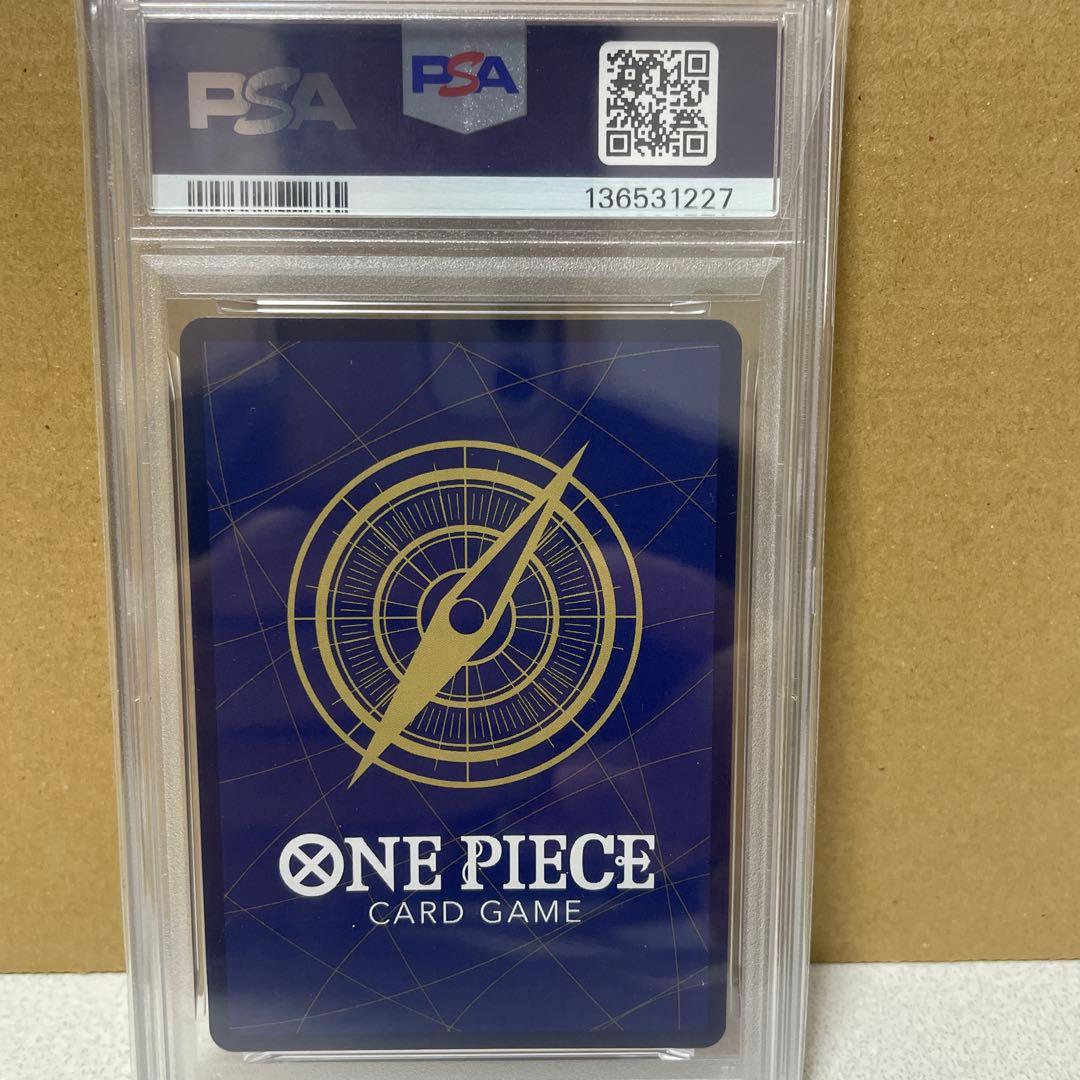 PSA
PSA
136531227
ONE PIECE
CARD GAME